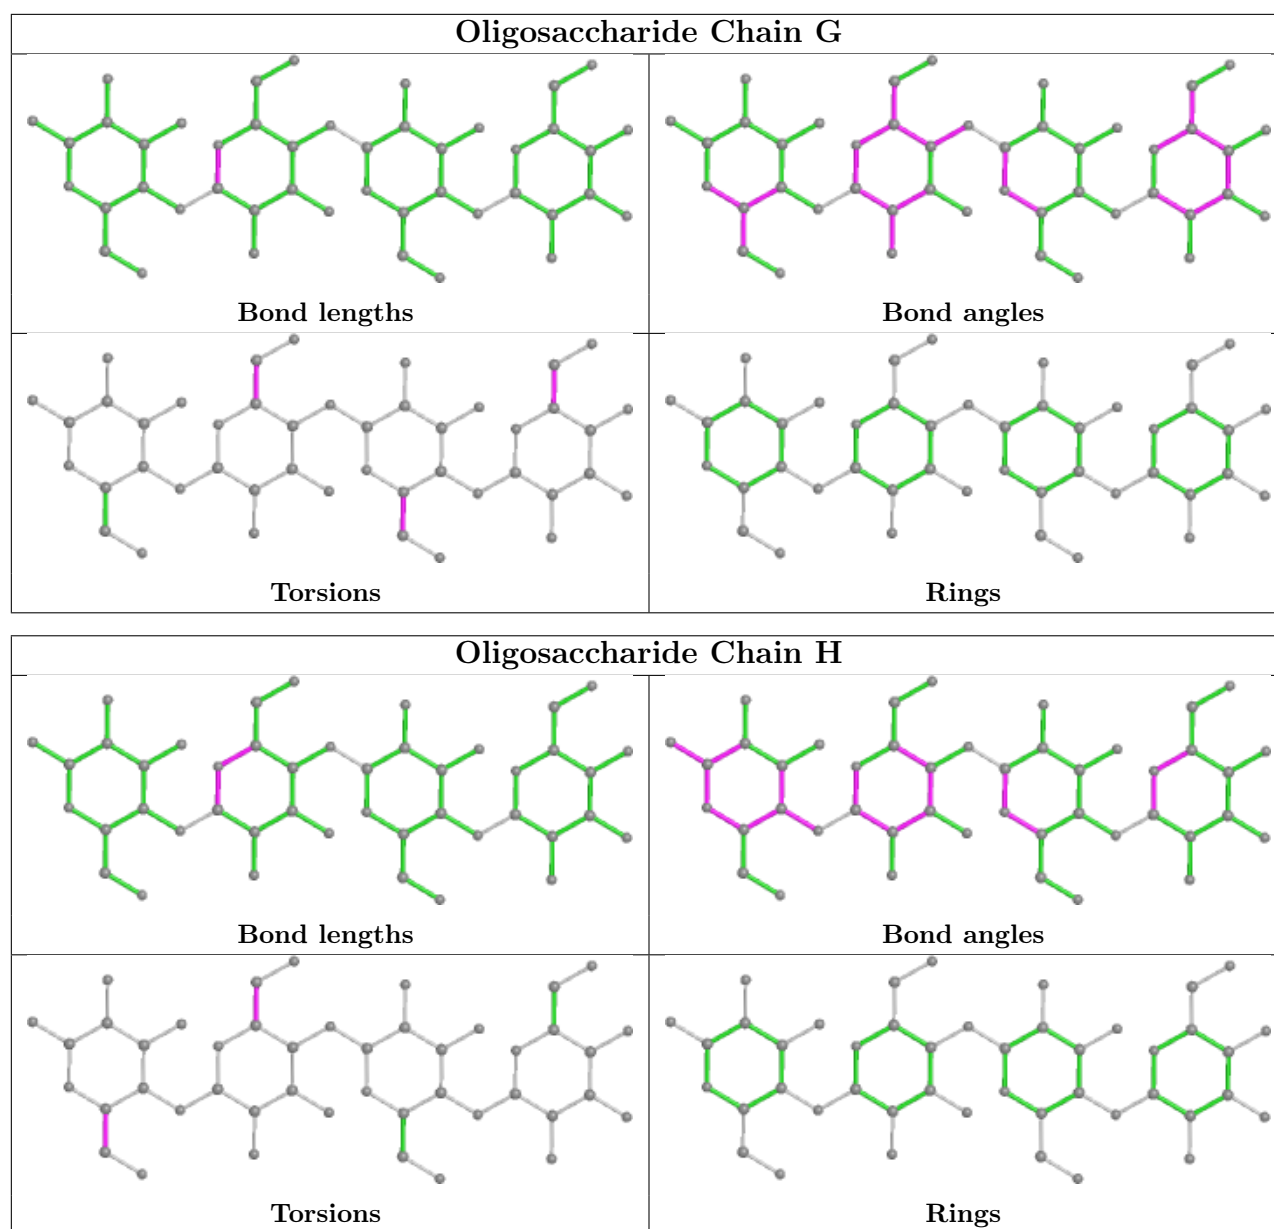 Oligosaccharide Chain G
Bond lengths
Bond angles
Torsions
Rings
Oligosaccharide Chain H
Bond lengths
Bond angles
Torsions
Rings